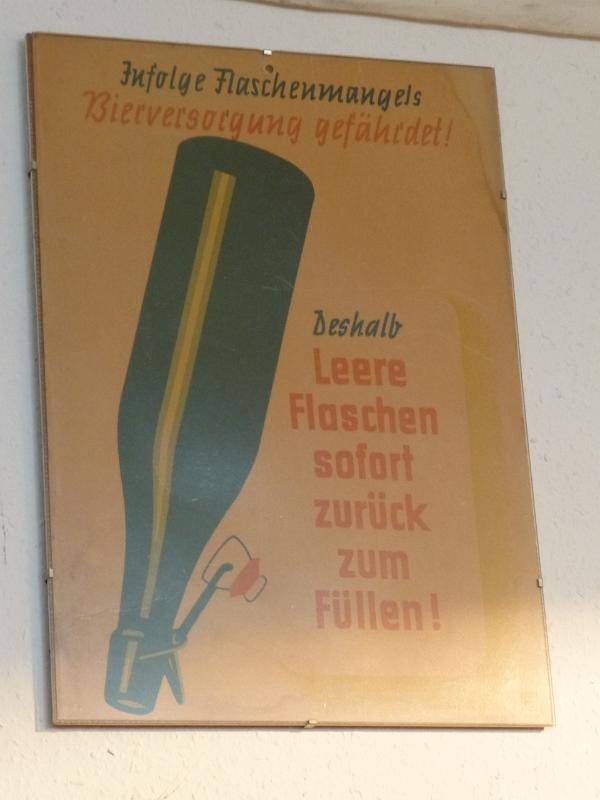 Infolge Flaschenmangels
Bierversorgung gefährdet!
Deshalb
Leere
Flaschen
sofort
zurück
zum
Füllen!